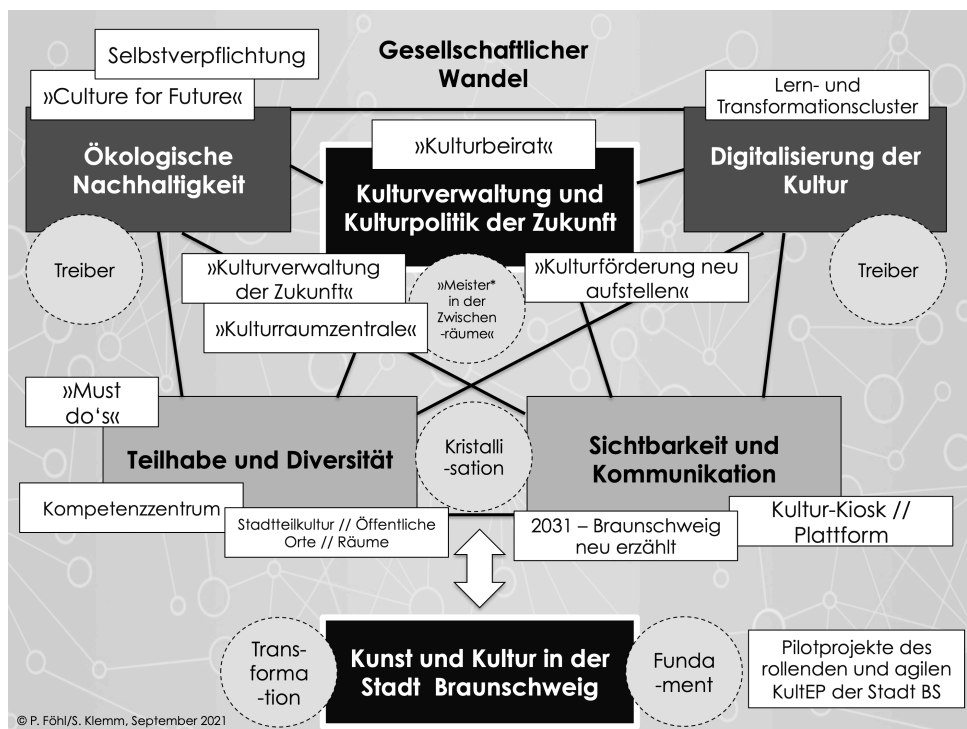 Selbstverpflichtung
»Culture for Future«
Ökologische
Nachhaltigkeit
Treiber
Gesellschaftlicher
Wandel
»Kulturbeirat«
Kulturverwaltung und
Kulturpolitik der Zukunft
Lern- und
Transformationscluster
Digitalisierung der
Kultur
Treiber
»Kulturverwaltung
der Zukunft«
»Kulturraumzentrale«
»Meister*
in der
Zwischen
-räume«
»Kulturförderung neu
aufstellen«
»Must
do‘s«
Teilhabe und Diversität
Kompetenzzentrum
Stadtteilkultur // Öffentliche
Orte // Räume
Kristalli
-sation
Sichtbarkeit und
Kommunikation
2031 – Braunschweig
neu erzählt
Kultur-Kiosk //
Plattform
Trans-
forma
-tion
Kunst und Kultur in der
Stadt Braunschweig
Funda
-ment
Pilotprojekte des
rollenden und agilen
KultEP der Stadt BS
© P. Föhl/S. Klemm, September 2021